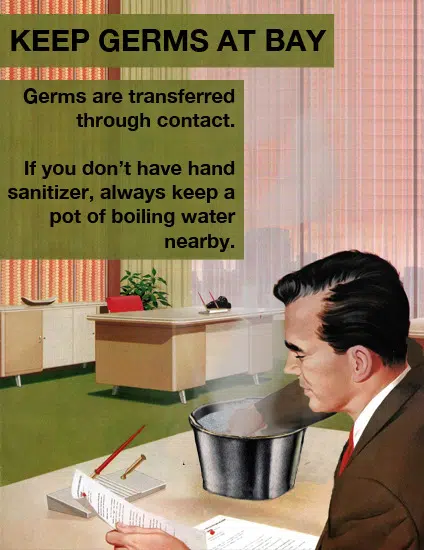 KEEP GERMS AT BAY
Germs are transferred
through contact.
If you don’t have hand
sanitizer, always keep a
pot of boiling water
nearby.